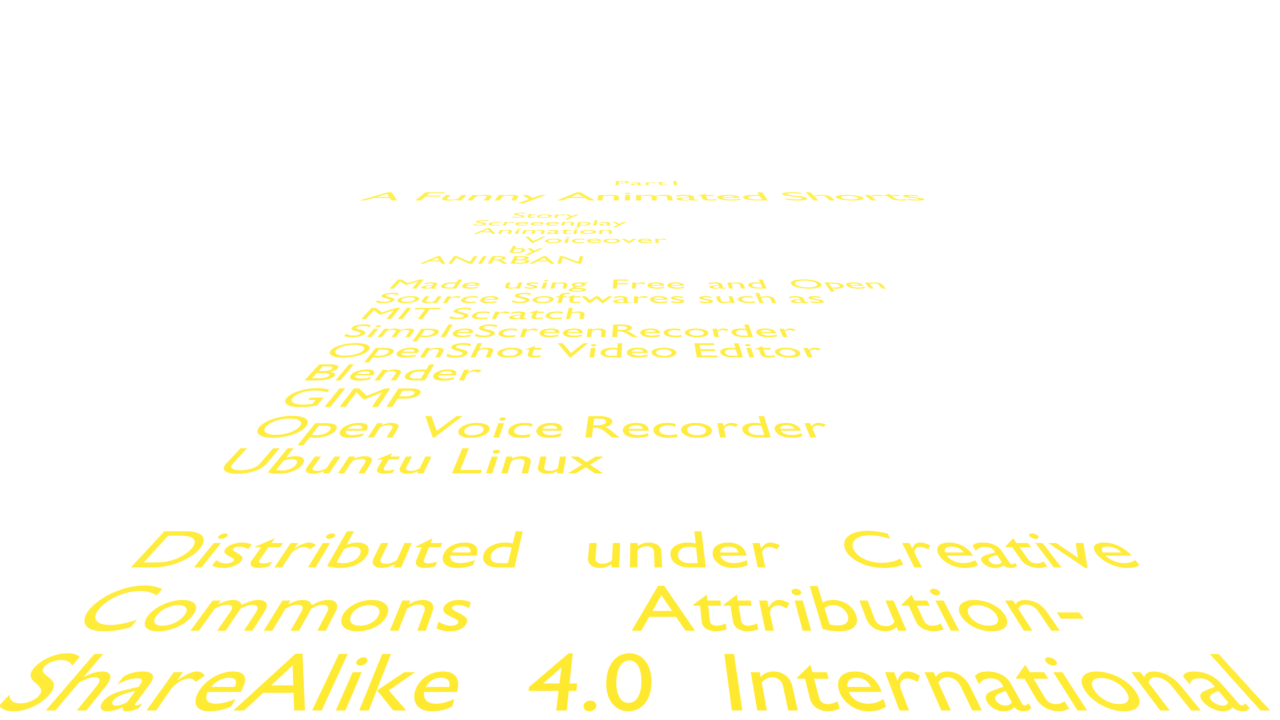 Part I
A Funny Animated Shorts
Story
Screeenplay
Animation
Voiceover
by
ANIRBAN
Made using Free and Open
Source Softwares such as
MIT Scratch
SimpleScreenRecorder
OpenShot Video Editor
Blender
GIMP
Open Voice Recorder
Ubuntu Linux
Distributed under Creative
Commons Attribution-
ShareAlike 4.0 International